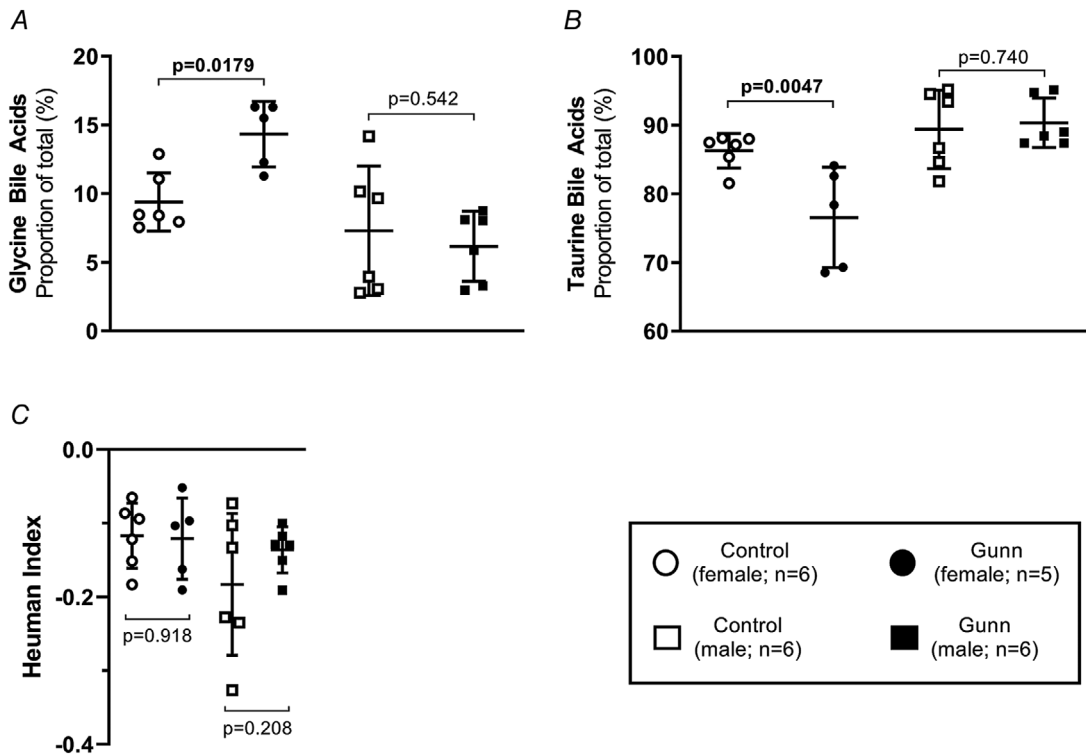 A
Glycine Bile Acids
Proportion of total (%)
20
15
10
5
0
p=0.0179
p=0.542
B
Taurine Bile Acids
Proportion of total (%)
100
90
80
70
60
p=0.0047
p=0.740
C
Heuman Index
0.0
-0.2
-0.4
p=0.918
p=0.208
Control
(female; n=6)
Gunn
(female; n=5)
Control
(male; n=6)
Gunn
(male; n=6)